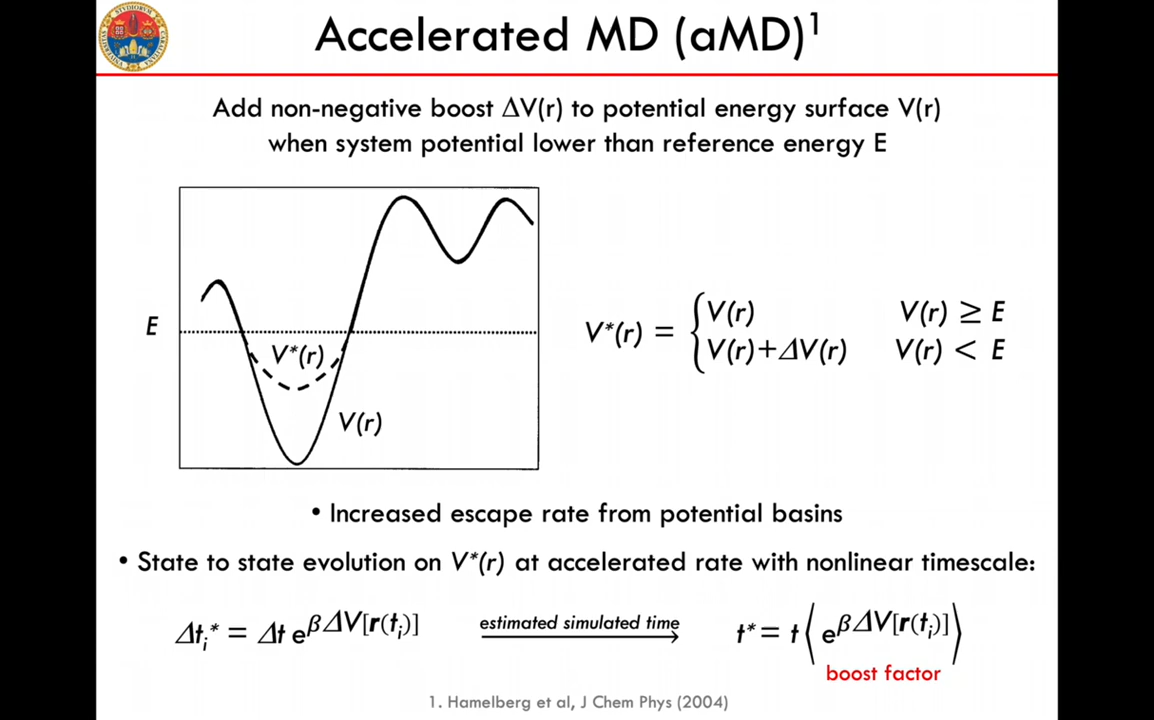 Accelerated MD (aMD)¹
Add non-negative boost ΔV(r) to potential energy surface V(r)
when system potential lower than reference energy E
E
V*(r)
V(r)
V*(r) = { V(r) V(r) ≥ E
V(r)+ΔV(r) V(r) < E
• Increased escape rate from potential basins
• State to state evolution on V*(r) at accelerated rate with nonlinear timescale:
Δtᵢ* = Δt e^βΔV[r(tᵢ)]
estimated simulated time
t* = t ⟨ e^βΔV[r(tᵢ)] ⟩
boost factor
1. Hamelberg et al, J Chem Phys (2004)